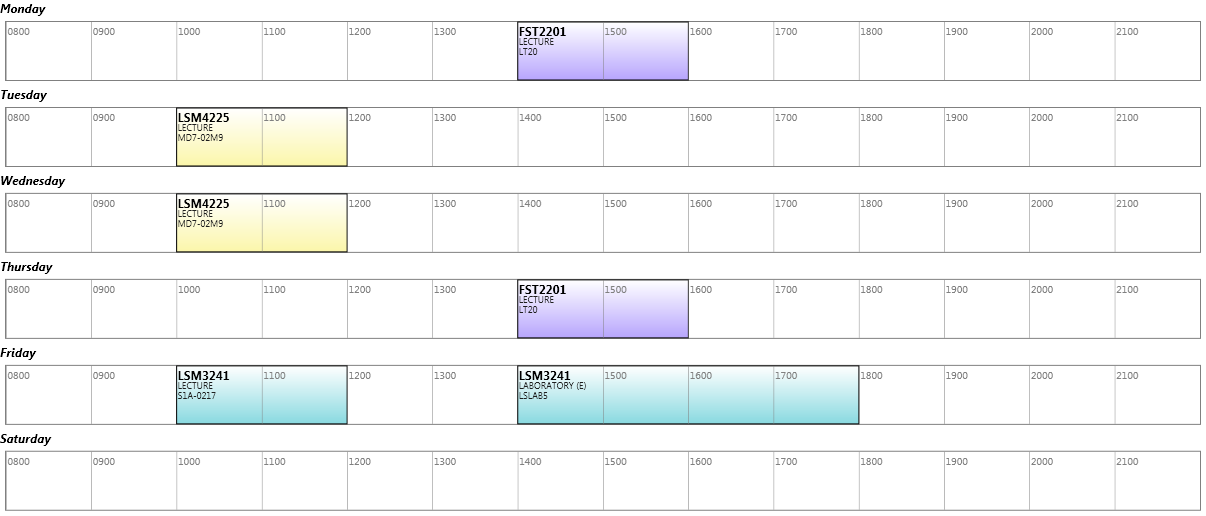 Monday
0800 0900 1000 1100 1200 1300 FST2201 1500 1600 1700 1800 1900 2000 2100
LECTURE
LT20
Tuesday
0800 0900 LSM4225 1100 1200 1300 1400 1500 1600 1700 1800 1900 2000 2100
LECTURE
MD7-02M9
Wednesday
0800 0900 LSM4225 1100 1200 1300 1400 1500 1600 1700 1800 1900 2000 2100
LECTURE
MD7-02M9
Thursday
0800 0900 1000 1100 1200 1300 FST2201 1500 1600 1700 1800 1900 2000 2100
LECTURE
LT20
Friday
0800 0900 LSM3241 1100 1200 1300 LSM3241 1500 1600 1700 1800 1900 2000 2100
LECTURE LABORATORY (E)
S1A-0217 LSLAB5
Saturday
0800 0900 1000 1100 1200 1300 1400 1500 1600 1700 1800 1900 2000 2100